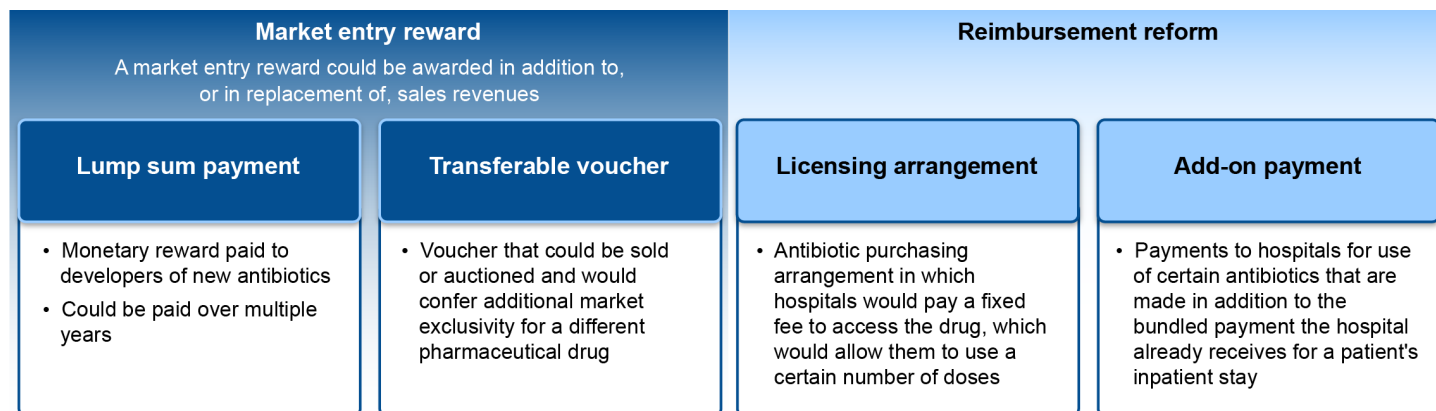 Market entry reward
A market entry reward could be awarded in addition to,
or in replacement of, sales revenues
Reimbursement reform
Lump sum payment
• Monetary reward paid to
developers of new antibiotics
• Could be paid over multiple
years
Transferable voucher
• Voucher that could be sold
or auctioned and would
confer additional market
exclusivity for a different
pharmaceutical drug
Licensing arrangement
• Antibiotic purchasing
arrangement in which
hospitals would pay a fixed
fee to access the drug, which
would allow them to use a
certain number of doses
Add-on payment
• Payments to hospitals for use
of certain antibiotics that are
made in addition to the
bundled payment the hospital
already receives for a patient's
inpatient stay